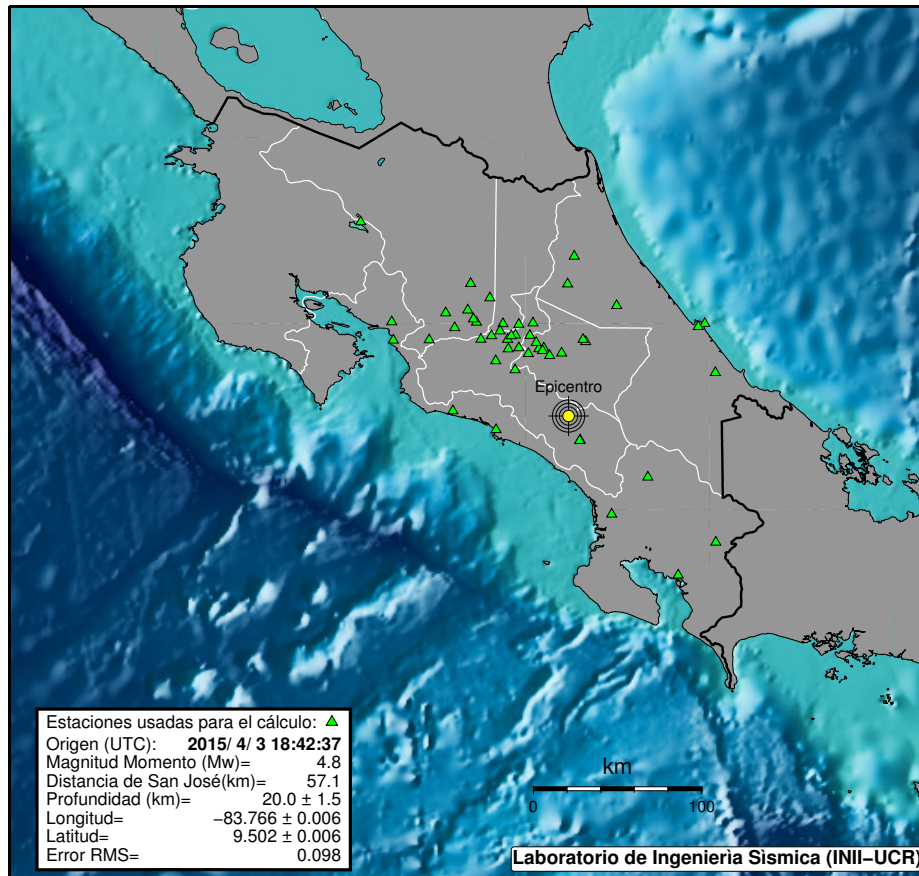 Epicentro
Estaciones usadas para el cálculo:
Origen (UTC): 2015/ 4/ 3 18:42:37
Magnitud Momento (Mw)= 4.8
Distancia de San José(km)= 57.1
Profundidad (km)= 20.0 ± 1.5
Longitud= −83.766 ± 0.006
Latitud= 9.502 ± 0.006
Error RMS= 0.098
km
0 100
Laboratorio de Ingenierìa Sìsmica (INII−UCR)